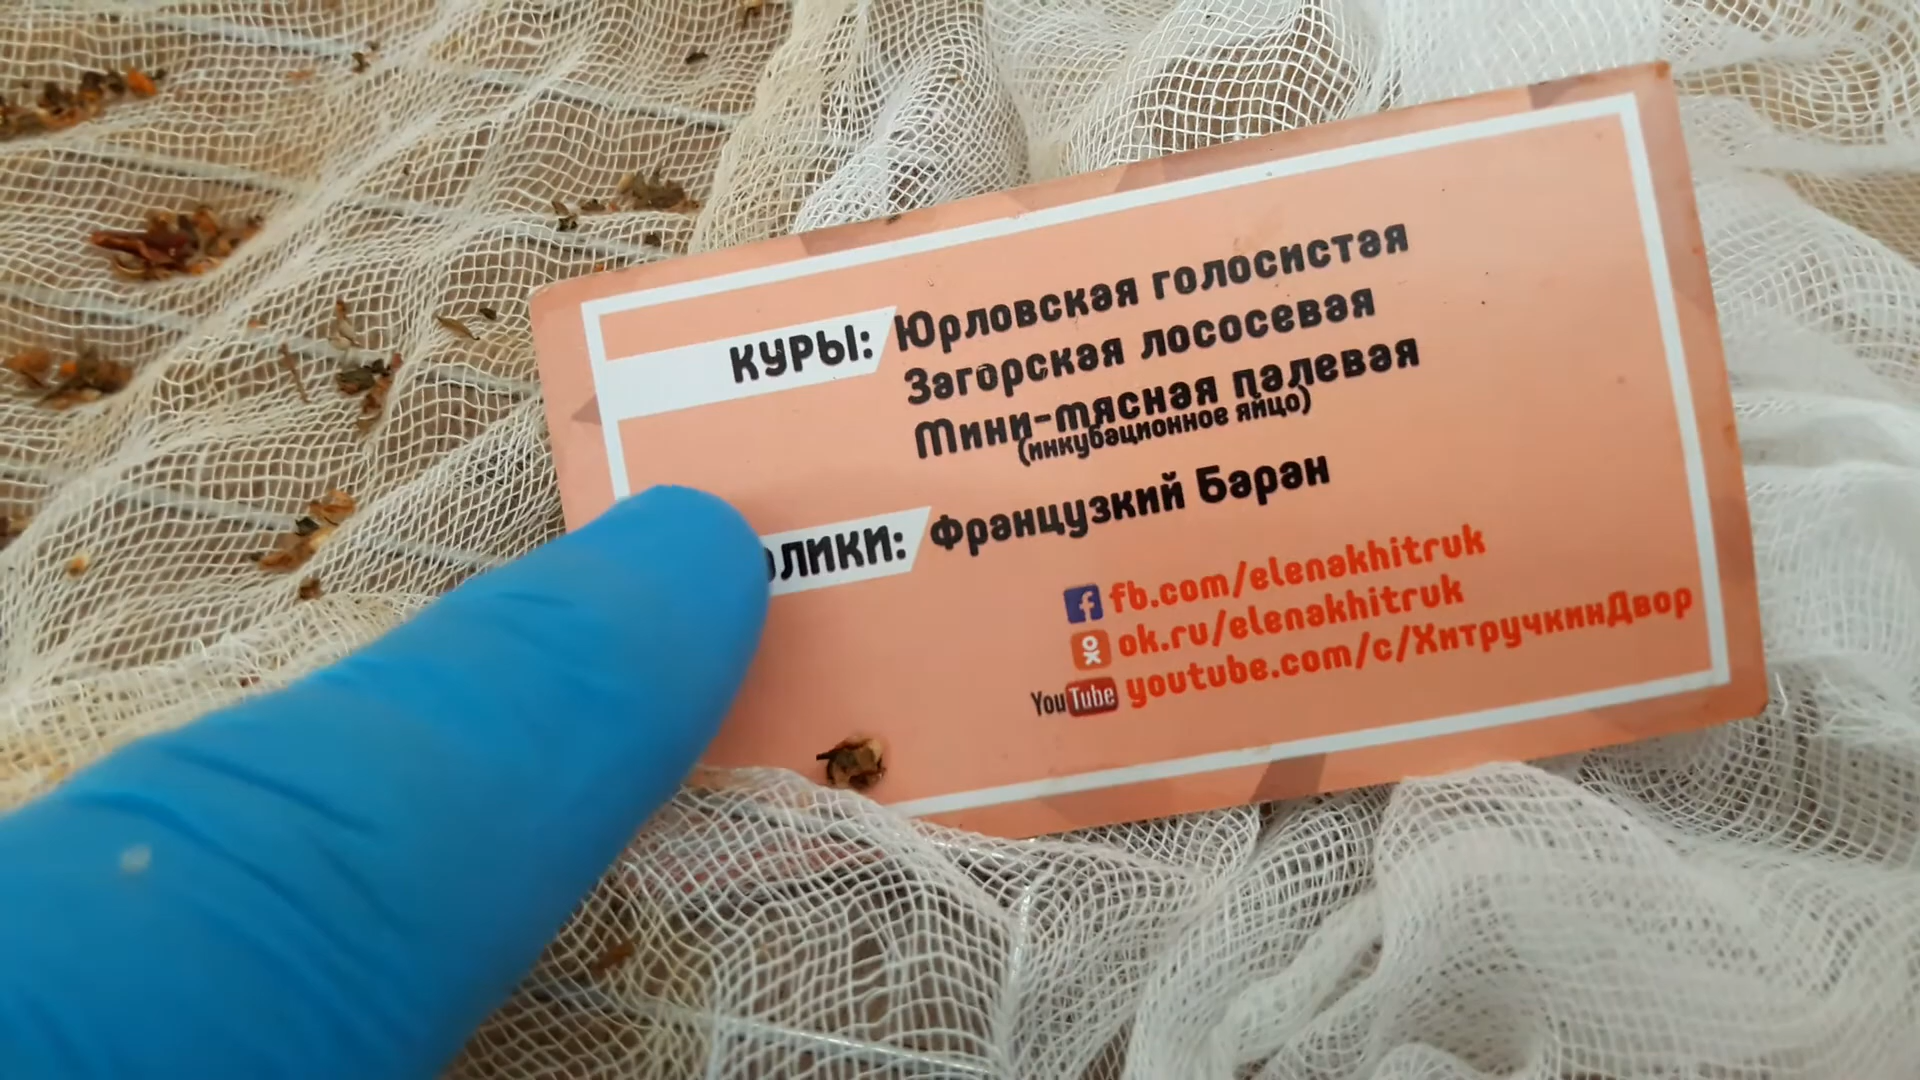 КУРЫ: Юрловская голосистая
Загорская лососевая
Мини-мясная палевая
(инкубационное яйцо)
ОЛИКИ: Французкий Баран
fb.com/elenakhitruk
ok.ru/elenakhitruk
YouTube youtube.com/c/ХитручкинДвор